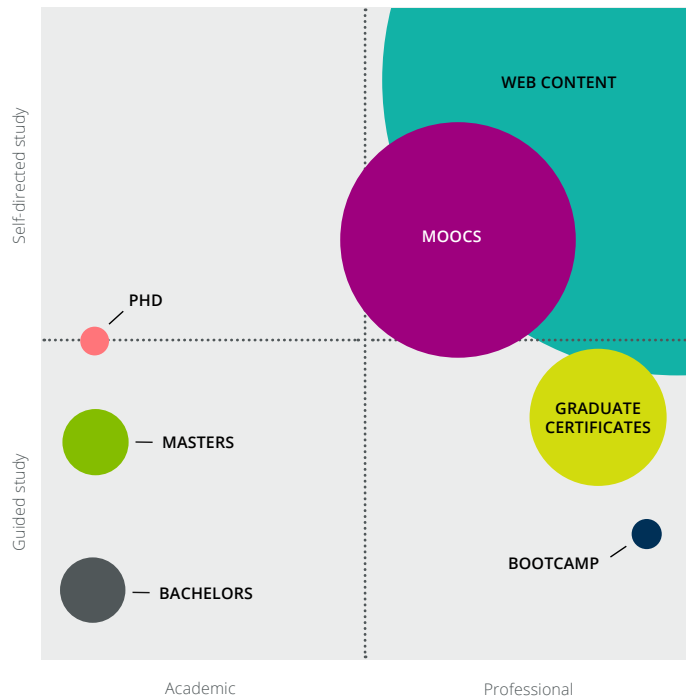 WEB CONTENT
Self-directed study
MOOCS
PHD
GRADUATE
CERTIFICATES
MASTERS
Guided study
BOOTCAMP
BACHELORS
Academic
Professional